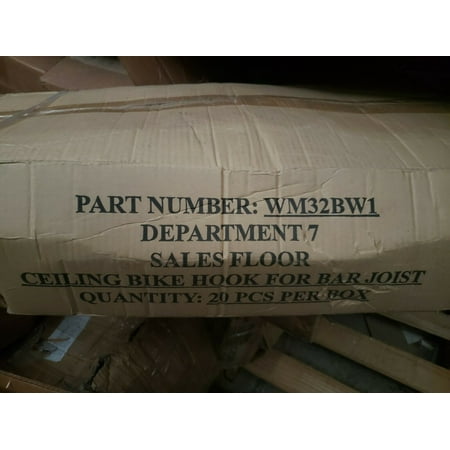 PART NUMBER: WM32BW1
DEPARTMENT 7
SALES FLOOR
CEILING BIKE HOOK FOR BAR JOIST
QUANTITY: 20 PCS PER BOX